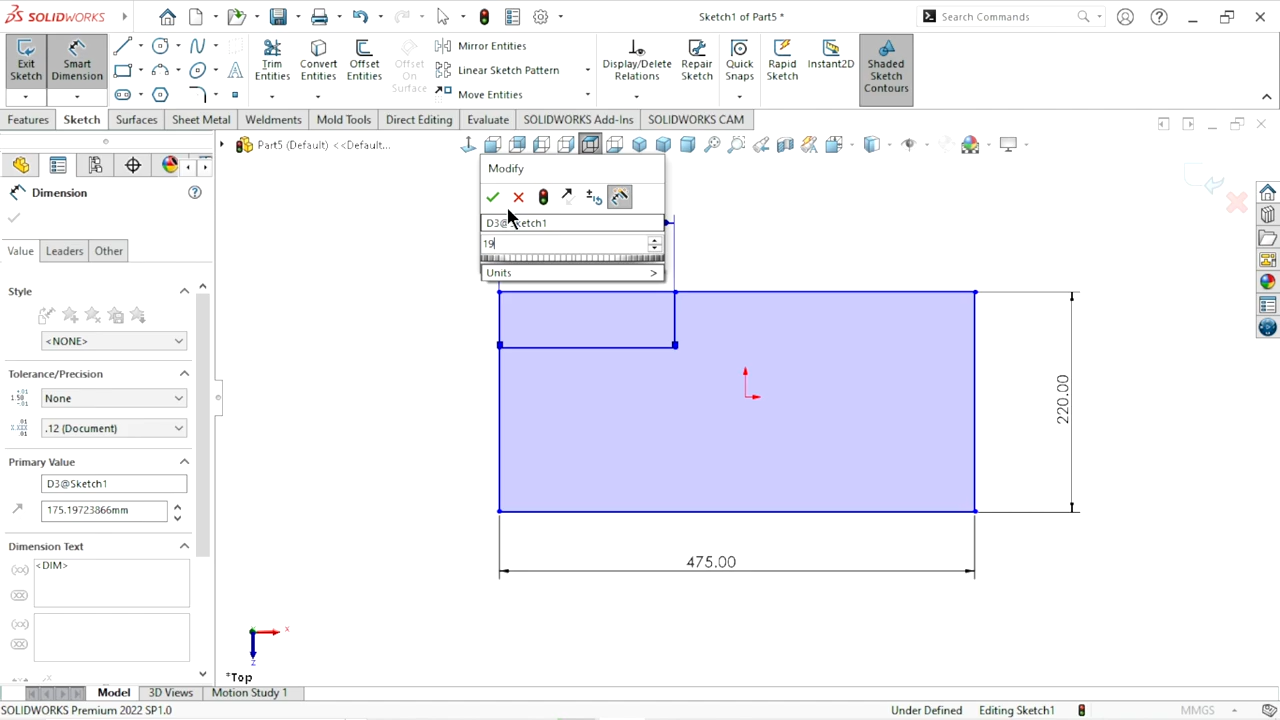 SOLIDWORKS
Sketch1 of Part5 *
Search Commands
Exit Sketch
Smart Dimension
Trim Entities
Convert Entities
Offset Entities
Offset On Surface
Mirror Entities
Linear Sketch Pattern
Move Entities
Display/Delete Relations
Repair Sketch
Quick Snaps
Rapid Sketch
Instant2D
Shaded Sketch Contours
Features
Sketch
Surfaces
Sheet Metal
Weldments
Mold Tools
Direct Editing
Evaluate
SOLIDWORKS Add-Ins
SOLIDWORKS CAM
Part5 (Default) <<Default...
Dimension
Value
Leaders
Other
Style
<NONE>
Tolerance/Precision
None
.12 (Document)
Primary Value
D3@Sketch1
175.19723866mm
Dimension Text
<DIM>
Modify
19
Units >
220.00
475.00
x
z
*Top
Model
3D Views
Motion Study 1
SOLIDWORKS Premium 2022 SP1.0
Under Defined
Editing Sketch1
MMGS